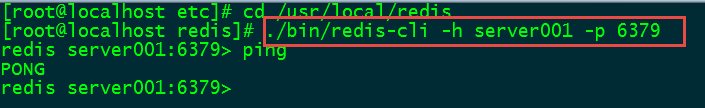 [root@localhost etc]# cd /usr/local/redis
[root@localhost redis]# ./bin/redis-cli -h server001 -p 6379
redis server001:6379> ping
PONG
redis server001:6379>